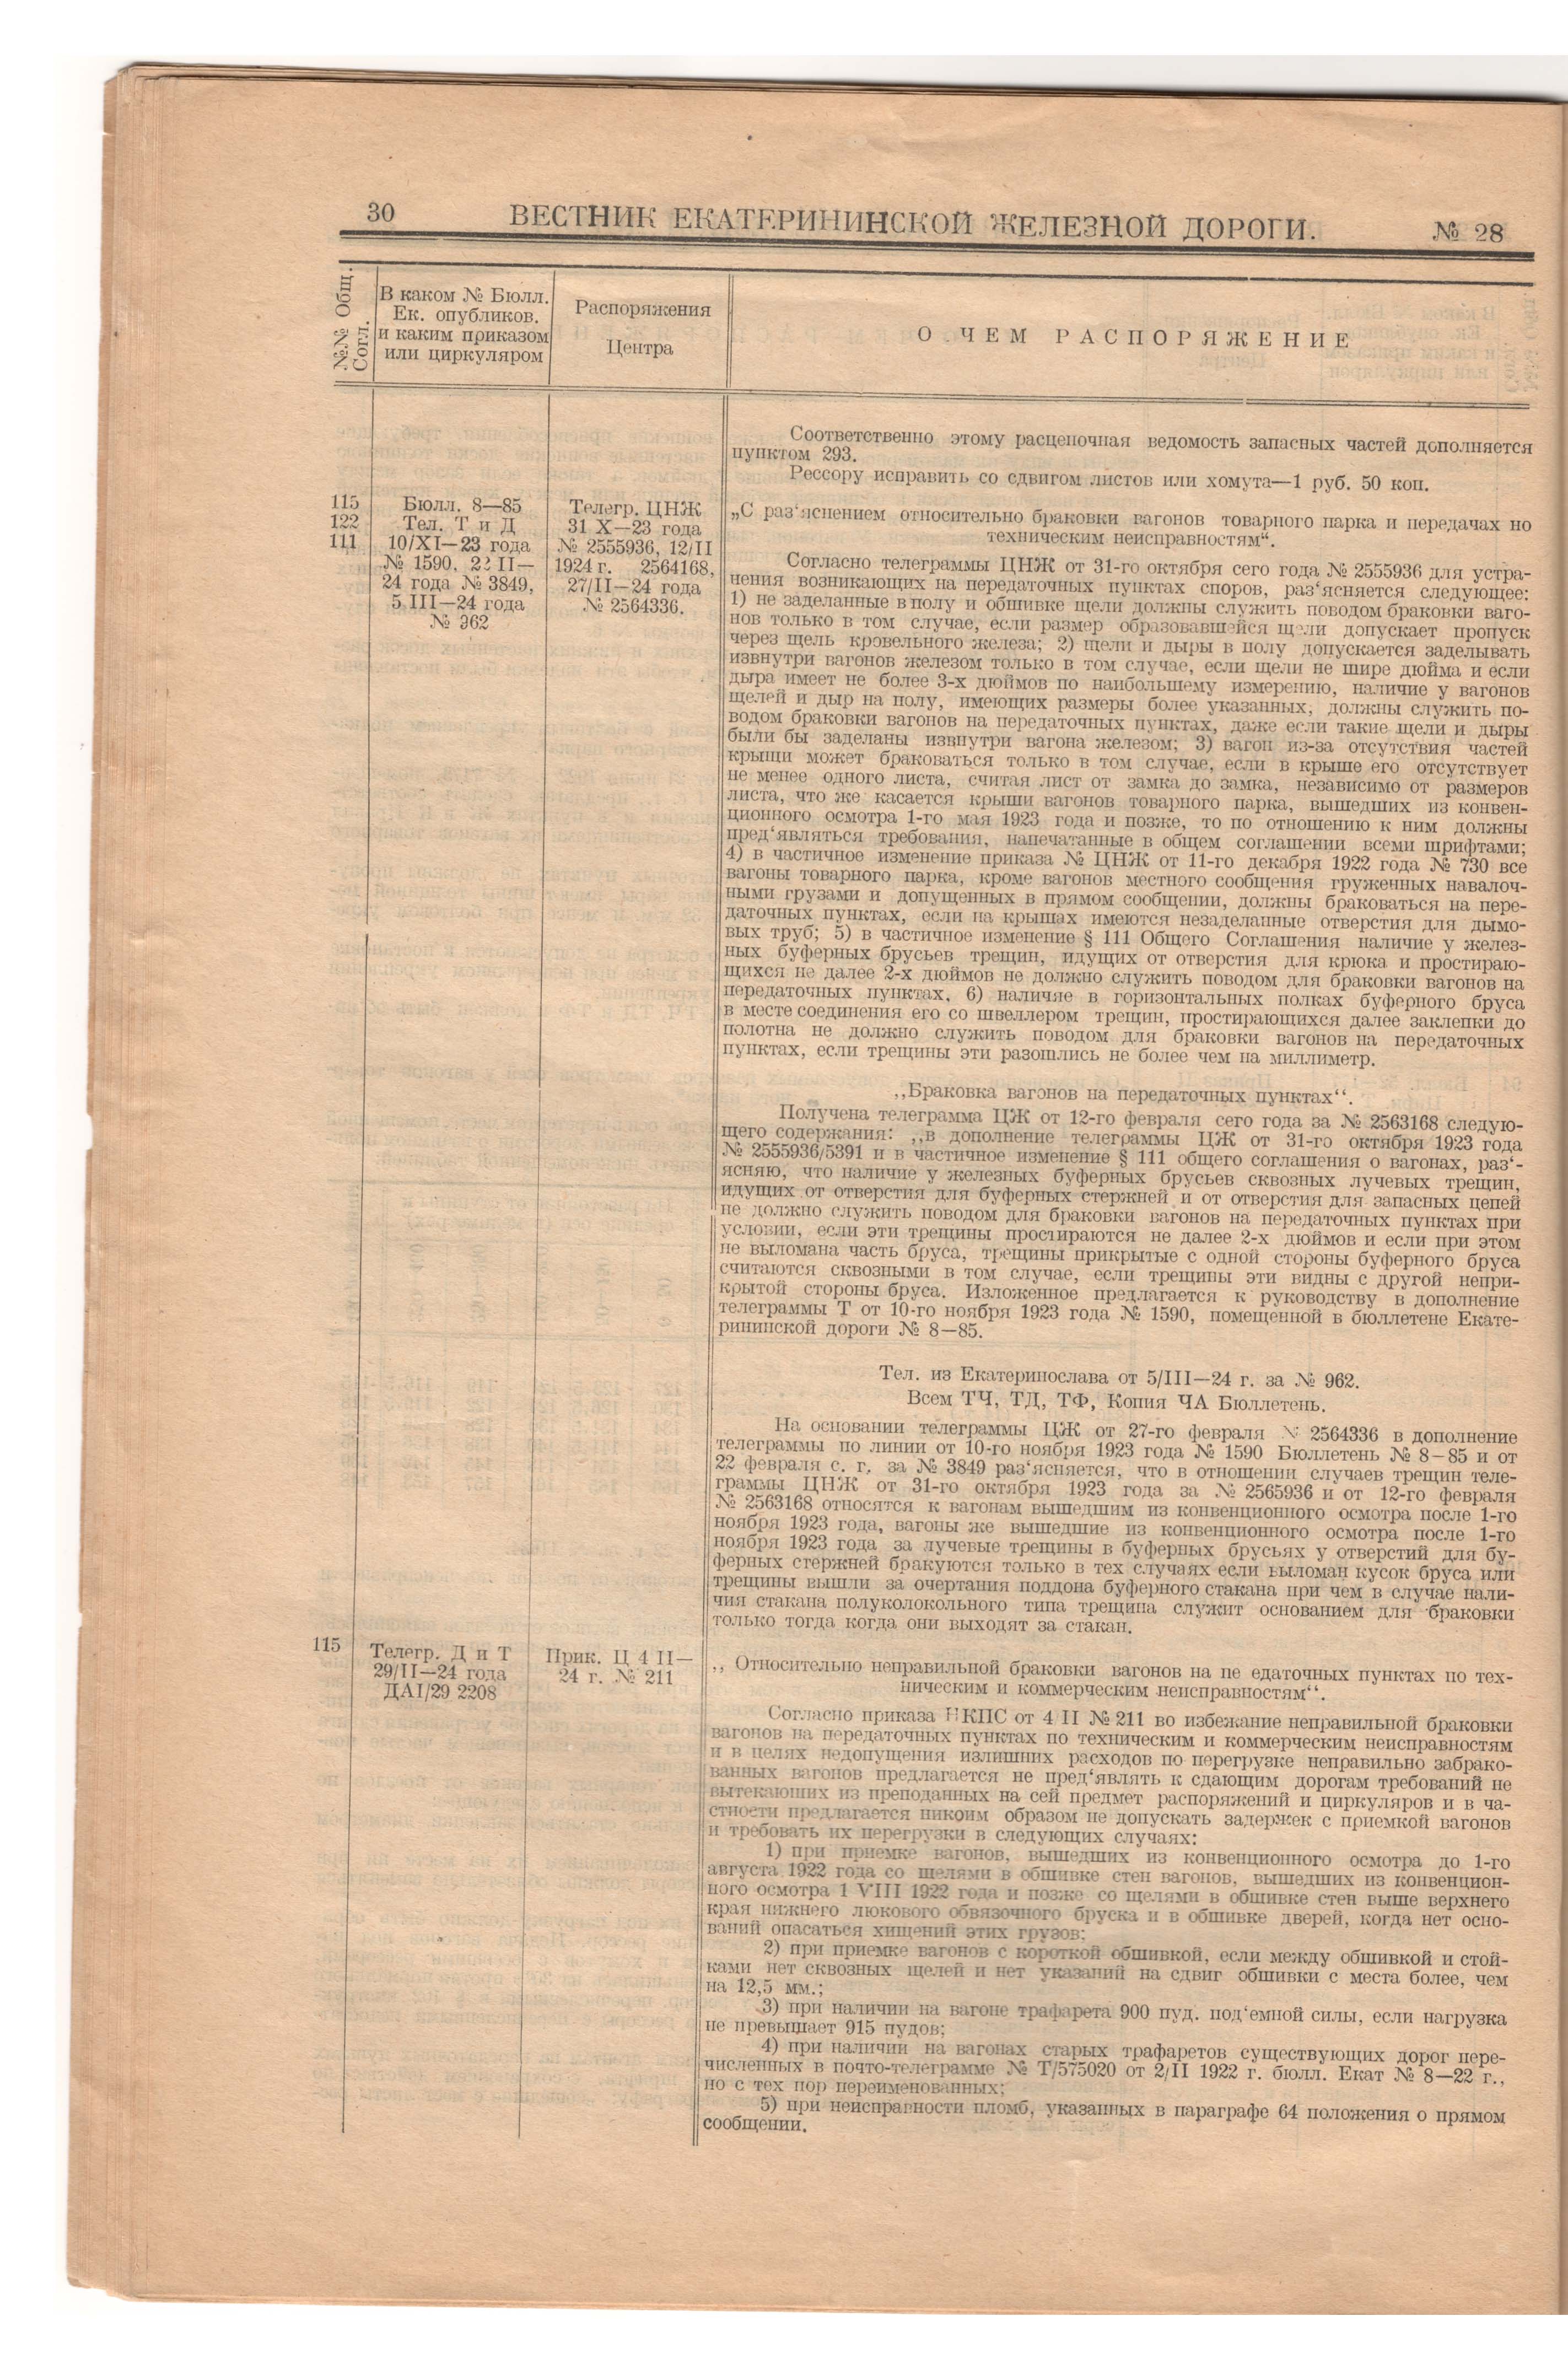 30
ВЕСТНИК ЕКАТЕРИНИНСКОЙ ЖЕЛЕЗНОЙ ДОРОГИ.
№ 28
№№ Общ.
Согл.
В каком № Бюлл.
Ек. опубликов.
и каким приказом
или циркуляром
Распоряжения
Центра
О ЧЕМ РАСПОРЯЖЕНИЕ
Соответственно этому расценочная ведомость запасных частей дополняется
пунктом 293.
Рессору исправить со сдвигом листов или хомута—1 руб. 50 коп.
115
122
111
Бюлл. 8—85
Тел. Т и Д
10/XI—23 года
№ 1590, 22 II—
24 года № 3849,
5 III—24 года
№ 962
Телегр. ЦНЖ
31 X—23 года
№ 2555936, 12/II
1924 г. 2564168,
27/II—24 года
№ 2564336.
„С раз‘яснением относительно браковки вагонов товарного парка и передачах но
техническим неисправностям“.
Согласно телеграммы ЦНЖ от 31-го октября сего года № 2555936 для устра-
нения возникающих на передаточных пунктах споров, раз‘ясняется следующее:
1) не заделанные в полу и обшивке щели должны служить поводом браковки ваго-
нов только в том случае, если размер образовавшейся щели допускает пропуск
через щель кровельного железа; 2) щели и дыры в полу допускается заделывать
извнутри вагонов железом только в том случае, если щели не шире дюйма и если
дыра имеет не более 3-х дюймов по наибольшему измерению, наличие у вагонов
щелей и дыр на полу, имеющих размеры более указанных, должны служить по-
водом браковки вагонов на передаточных пунктах, даже если такие щели и дыры
были бы заделаны извнутри вагона железом; 3) вагон из-за отсутствия частей
крыши может браковаться только в том случае, если в крыше его отсутствует
не менее одного листа, считая лист от замка до замка, независимо от размеров
листа, что же касается крыши вагонов товарного парка, вышедших из конвен-
ционного осмотра 1-го мая 1923 года и позже, то по отношению к ним должны
пред‘являться требования, напечатанные в общем соглашении всеми шрифтами;
4) в частичное изменение приказа № ЦНЖ от 11-го декабря 1922 года № 730 все
вагоны товарного парка, кроме вагонов местного сообщения груженных навалоч-
ными грузами и допущенных в прямом сообщении, должны браковаться на пере-
даточных пунктах, если на крышах имеются незаделанные отверстия для дымо-
вых труб; 5) в частичное изменение § 111 Общего Соглашения наличие у желез-
ных буферных брусьев трещин, идущих от отверстия для крюка и простираю-
щихся не далее 2-х дюймов не должно служить поводом для браковки вагонов на
передаточных пунктах, 6) наличяе в горизонтальных полках буферного бруса
в месте соединения его со швеллером трещин, простирающихся далее заклепки до
полотна не должно служить поводом для браковки вагонов на передаточных
пунктах, если трещины эти разошлись не более чем на миллиметр.
,,Браковка вагонов на передаточных пунктах“.
Получена телеграмма ЦЖ от 12-го февраля сего года за № 2563168 следую-
щего содержания: ,,в дополнение телеграммы ЦЖ от 31-го октября 1923 года
№ 2555936/5391 и в частичное изменение § 111 общего соглашения о вагонах, раз‘-
ясняю, что наличие у железных буферных брусьев сквозных лучевых трещин,
идущих от отверстия для буферных стержней и от отверстия для запасных цепей
не должно служить поводом для браковки вагонов на передаточных пунктах при
условии, если эти трещины простираются не далее 2-х дюймов и если при этом
не выломана часть бруса, трещины прикрытые с одной стороны буферного бруса
считаются сквозными в том случае, если трещины эти видны с другой непри-
крытой стороны бруса. Изложенное предлагается к руководству в дополнение
телеграммы Т от 10-го ноября 1923 года № 1590, помещенной в бюллетене Екате-
рининской дороги № 8—85.
Тел. из Екатеринослава от 5/III—24 г. за № 962.
Всем ТЧ, ТД, ТФ, Копия ЧА Бюллетень.
На основании телеграммы ЦЖ от 27-го февраля № 2564336 в дополнение
телеграммы по линии от 10-го ноября 1923 года № 1590 Бюллетень № 8—85 и от
22 февраля с. г. за № 3849 раз‘ясняется, что в отношении случаев трещин теле-
граммы ЦНЖ от 31-го октября 1923 года за № 2565936 и от 12-го февраля
№ 2563168 относятся к вагонам вышедшим из конвенционного осмотра после 1-го
ноября 1923 года, вагоны же вышедшие из конвенционного осмотра после 1-го
ноября 1923 года за лучевые трещины в буферных брусьях у отверстий для бу-
ферных стержней бракуются только в тех случаях если выломан кусок бруса или
трещины вышли за очертания поддона буферного стакана при чем в случае нали-
чия стакана полуколокольного типа трещина служит основанием для браковки
только тогда когда они выходят за стакан.
115
Телегр. Д и Т
29/II—24 года
ДАI/29 2208
Прик. Ц 4 II—
24 г. № 211
,, Относительно неправильной браковки вагонов на пе едаточных пунктах по тех-
ническим и коммерческим неисправностям“.
Согласно приказа НКПС от 4 II № 211 во избежание неправильной браковки
вагонов на передаточных пунктах по техническим и коммерческим неисправностям
и в целях недопущения излишних расходов по перегрузке неправильно забрако-
ванных вагонов предлагается не пред‘являть к сдающим дорогам требований не
вытекающих из преподанных на сей предмет распоряжений и циркуляров и в ча-
стности предлагается никоим образом не допускать задержек с приемкой вагонов
и требовать их перегрузки в следующих случаях:
1) при приемке вагонов, вышедших из конвенционного осмотра до 1-го
августа 1922 года со щелями в обшивке стен вагонов, вышедших из конвенцион-
ного осмотра 1 VIII 1922 года и позже со щелями в обшивке стен выше верхнего
края нижнего люкового обвязочного бруска и в обшивке дверей, когда нет осно-
ваний опасаться хищений этих грузов;
2) при приемке вагонов с короткой обшивкой, если между обшивкой и стой-
ками нет сквозных щелей и нет указаний на сдвиг обшивки с места более, чем
на 12,5 мм.;
3) при наличии на вагоне трафарета 900 пуд. под‘емной силы, если нагрузка
не превышает 915 пудов;
4) при наличии на вагонах старых трафаретов существующих дорог пере-
численных в почто-телеграмме № Т/575020 от 2/II 1922 г. бюлл. Екат № 8—22 г.,
но с тех пор переименованных;
5) при неисправности пломб, указанных в параграфе 64 положения о прямом
сообщении.